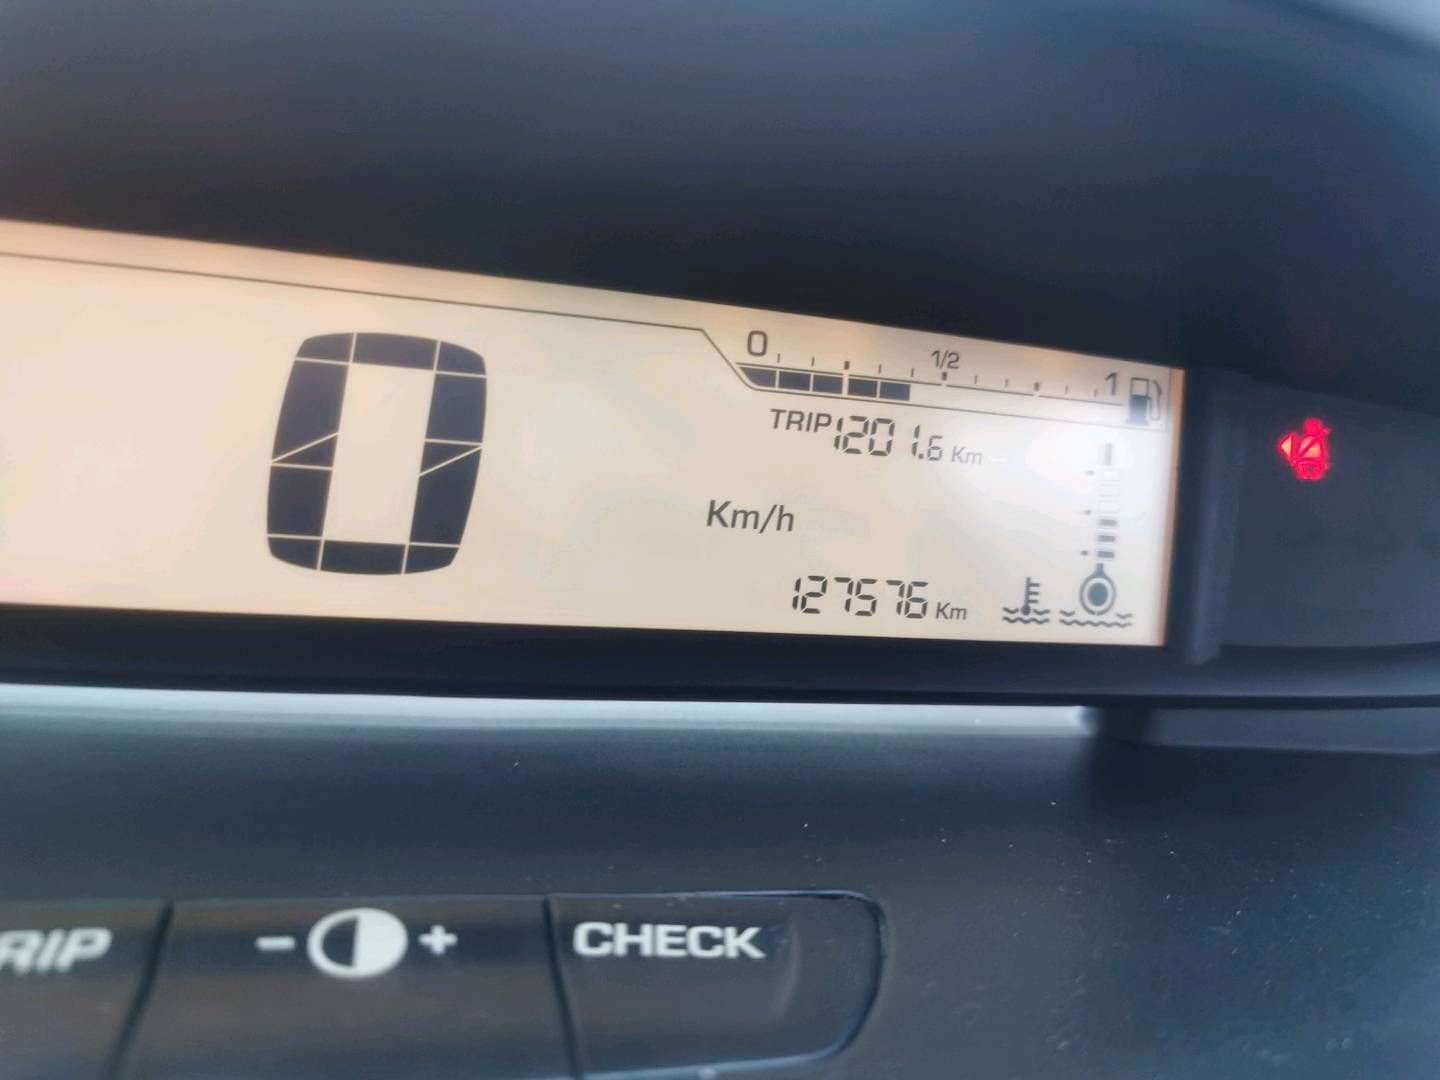 0 1/2 1
TRIP 1201.6 Km
0 Km/h
127576 Km
RIP - + CHECK